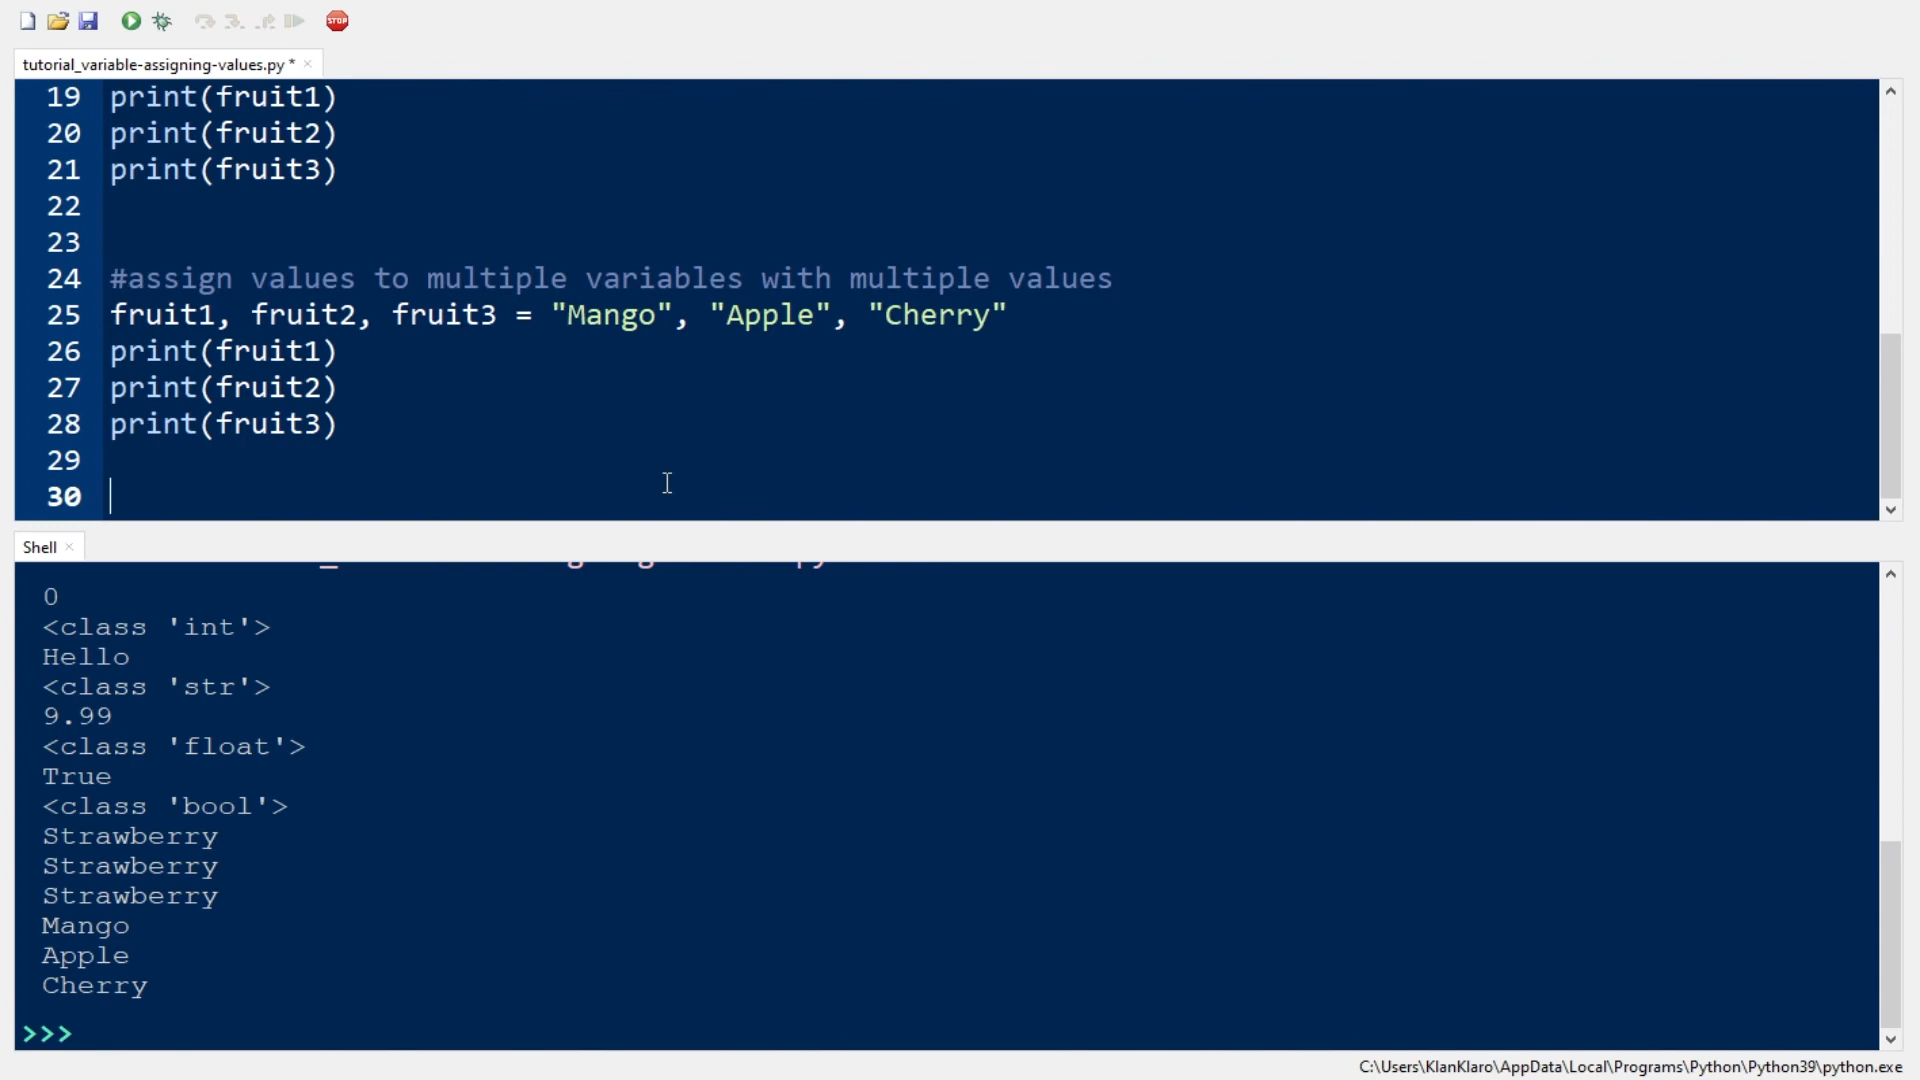 STOP
tutorial_variable-assigning-values.py * ×
19 print(fruit1)
20 print(fruit2)
21 print(fruit3)
22
23
24 #assign values to multiple variables with multiple values
25 fruit1, fruit2, fruit3 = "Mango", "Apple", "Cherry"
26 print(fruit1)
27 print(fruit2)
28 print(fruit3)
29
30
Shell ×
0
<class 'int'>
Hello
<class 'str'>
9.99
<class 'float'>
True
<class 'bool'>
Strawberry
Strawberry
Strawberry
Mango
Apple
Cherry
>>>
C:\Users\KlanKlaro\AppData\Local\Programs\Python\Python39\python.exe